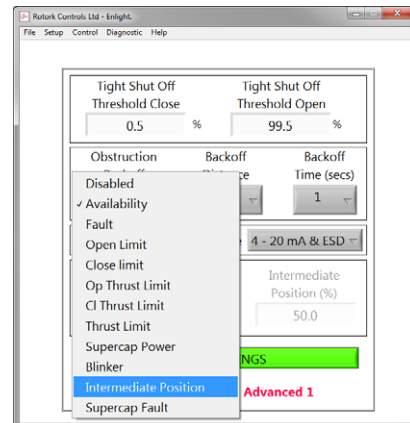 Rotork Controls Ltd - Enlight.
File Setup Control Diagnostic Help
Tight Shut Off Tight Shut Off
Threshold Close Threshold Open
0.5 % 99.5 %
Obstruction Backoff Backoff
Time (secs)
1
Disabled
✓ Availability
Fault
Open Limit
Close limit
Op Thrust Limit
Cl Thrust Limit
Thrust Limit
Supercap Power
Blinker
Intermediate Position
Supercap Fault
4 - 20 mA & ESD
Intermediate
Position (%)
50.0
Advanced 1